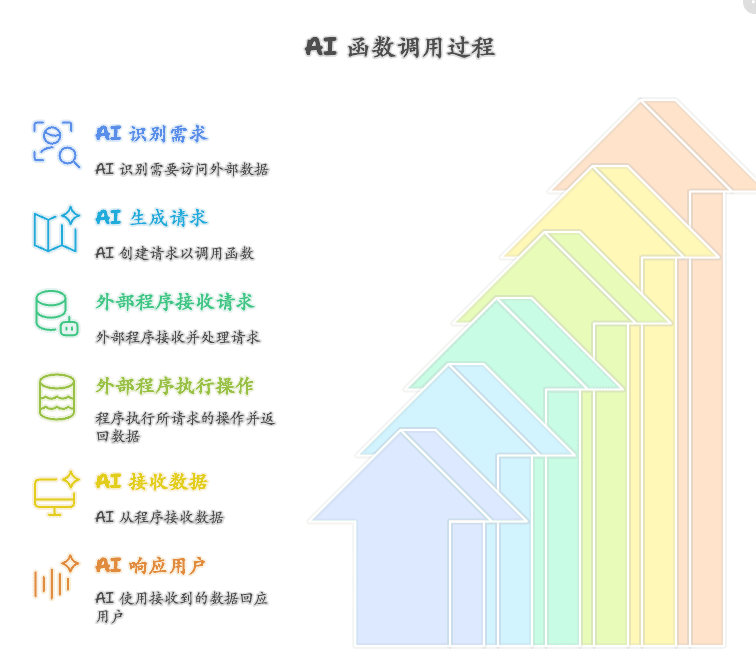 AI 函数调用过程
AI 识别需求
AI 识别需要访问外部数据
AI 生成请求
AI 创建请求以调用函数
外部程序接收请求
外部程序接收并处理请求
外部程序执行操作
程序执行所请求的操作并返
回数据
AI 接收数据
AI 从程序接收数据
AI 响应用户
AI 使用接收到的数据回应
用户